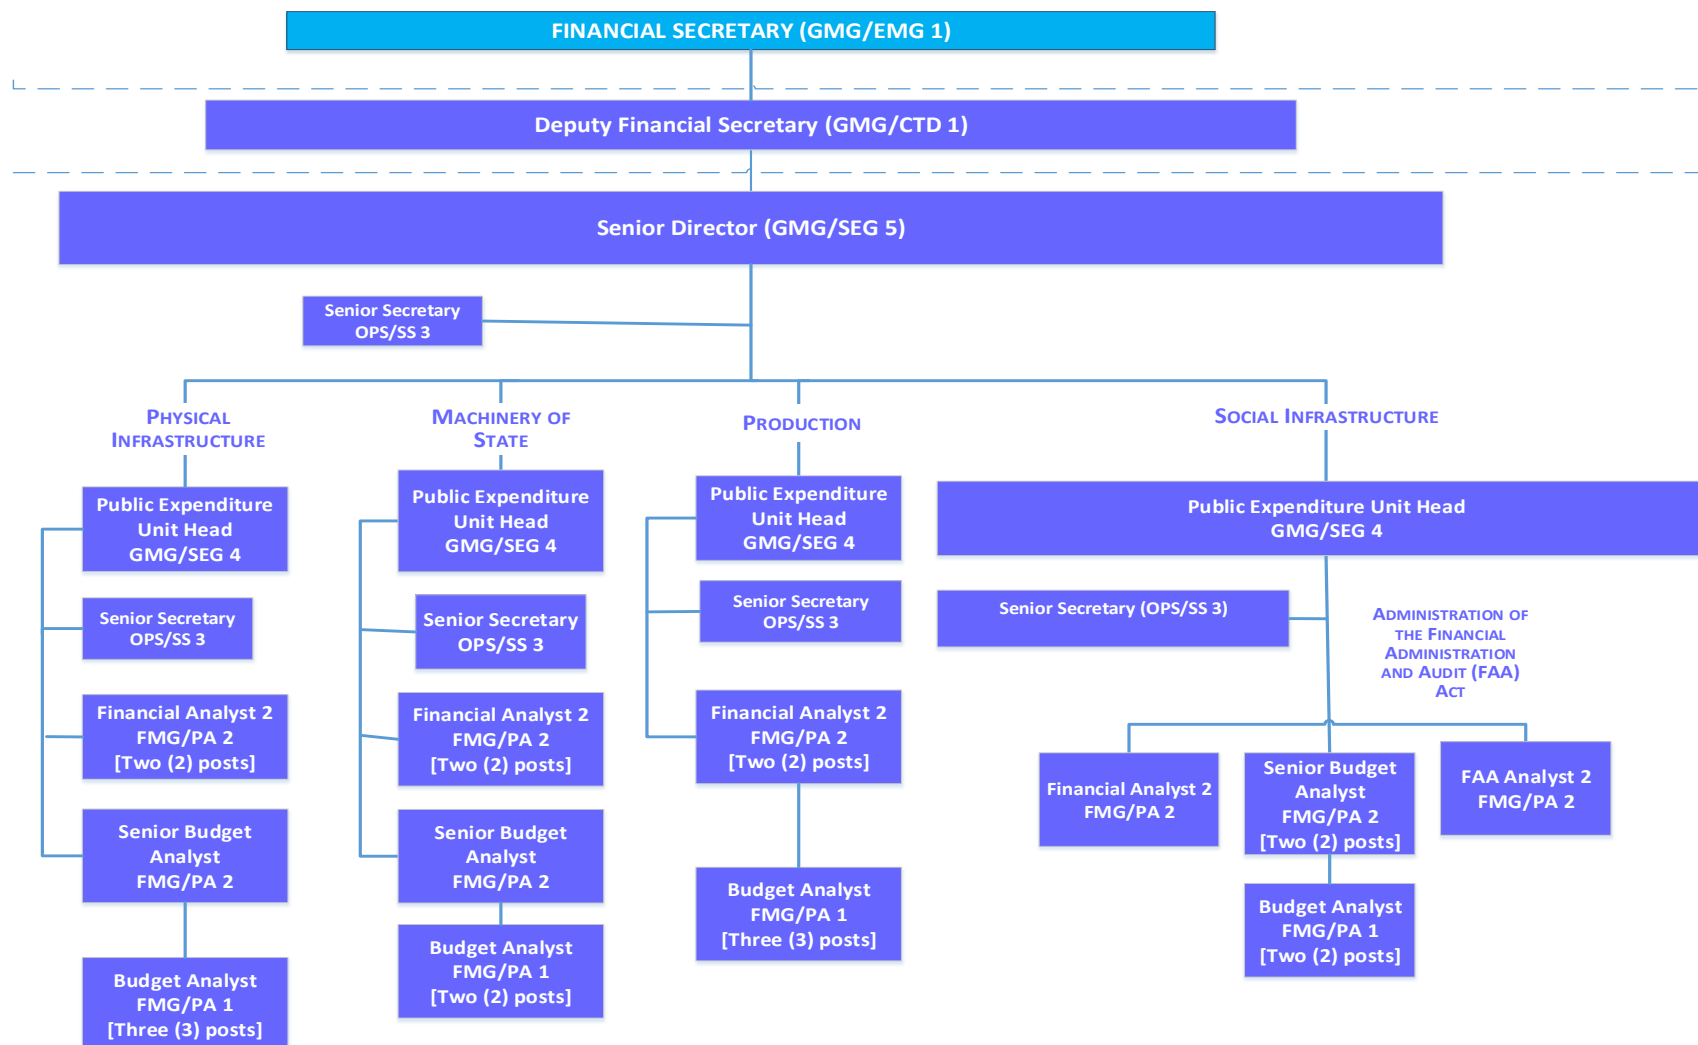 FINANCIAL SECRETARY (GMG/EMG 1)
Deputy Financial Secretary (GMG/CTD 1)
Senior Director (GMG/SEG 5)
Senior Secretary
OPS/SS 3
PHYSICAL
INFRASTRUCTURE
Public Expenditure
Unit Head
GMG/SEG 4
Senior Secretary
OPS/SS 3
Financial Analyst 2
FMG/PA 2
[Two (2) posts]
Senior Budget
Analyst
FMG/PA 2
Budget Analyst
FMG/PA 1
[Three (3) posts]
MACHINERY OF
STATE
Public Expenditure
Unit Head
GMG/SEG 4
Senior Secretary
OPS/SS 3
Financial Analyst 2
FMG/PA 2
[Two (2) posts]
Senior Budget
Analyst
FMG/PA 2
Budget Analyst
FMG/PA 1
[Two (2) posts]
PRODUCTION
Public Expenditure
Unit Head
GMG/SEG 4
Senior Secretary
OPS/SS 3
Financial Analyst 2
FMG/PA 2
[Two (2) posts]
Budget Analyst
FMG/PA 1
[Three (3) posts]
SOCIAL INFRASTRUCTURE
Public Expenditure Unit Head
GMG/SEG 4
Senior Secretary (OPS/SS 3)
ADMINISTRATION OF
THE FINANCIAL
ADMINISTRATION
AND AUDIT (FAA)
ACT
Financial Analyst 2
FMG/PA 2
Senior Budget
Analyst
FMG/PA 2
[Two (2) posts]
Budget Analyst
FMG/PA 1
[Two (2) posts]
FAA Analyst 2
FMG/PA 2